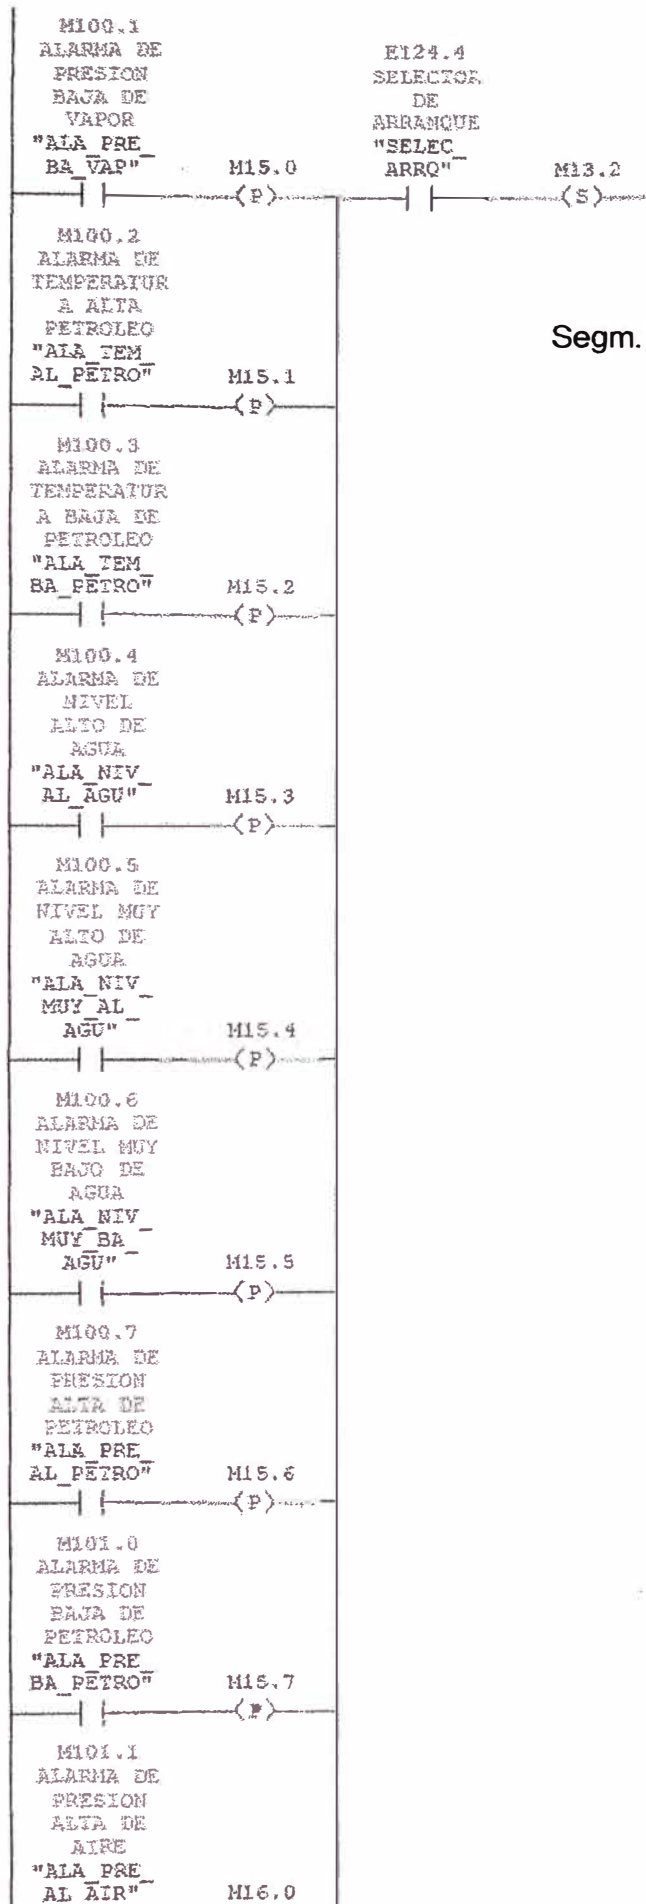 M100.1
ALARMA DE
PRESION
BAJA DE
VAPOR
"ALA_PRE_
BA_VAP"
M15.0
(P)
E124.4
SELECTOR
DE
ARRANQUE
"SELEC_
ARRQ"
M13.2
(S)
M100.2
ALARMA DE
TEMPERATUR
A ALTA
PETROLEO
"ALA_TEM_
AL_PETRO"
M15.1
(P)
Segm.
M100.3
ALARMA DE
TEMPERATUR
A BAJA DE
PETROLEO
"ALA_TEM_
BA_PETRO"
M15.2
(P)
M100.4
ALARMA DE
NIVEL
ALTO DE
AGUA
"ALA_NIV_
AL_AGU"
M15.3
(P)
M100.5
ALARMA DE
NIVEL MUY
ALTO DE
AGUA
"ALA_NIV_
MUY_AL_
AGU"
M15.4
(P)
M100.6
ALARMA DE
NIVEL MUY
BAJO DE
AGUA
"ALA_NIV_
MUY_BA_
AGU"
M15.5
(P)
M100.7
ALARMA DE
PRESION
ALTA DE
PETROLEO
"ALA_PRE_
AL_PETRO"
M15.6
(P)
M101.0
ALARMA DE
PRESION
BAJA DE
PETROLEO
"ALA_PRE_
BA_PETRO"
M15.7
(P)
M101.1
ALARMA DE
PRESION
ALTA DE
AIRE
"ALA_PRE_
AL_AIR"
M16.0